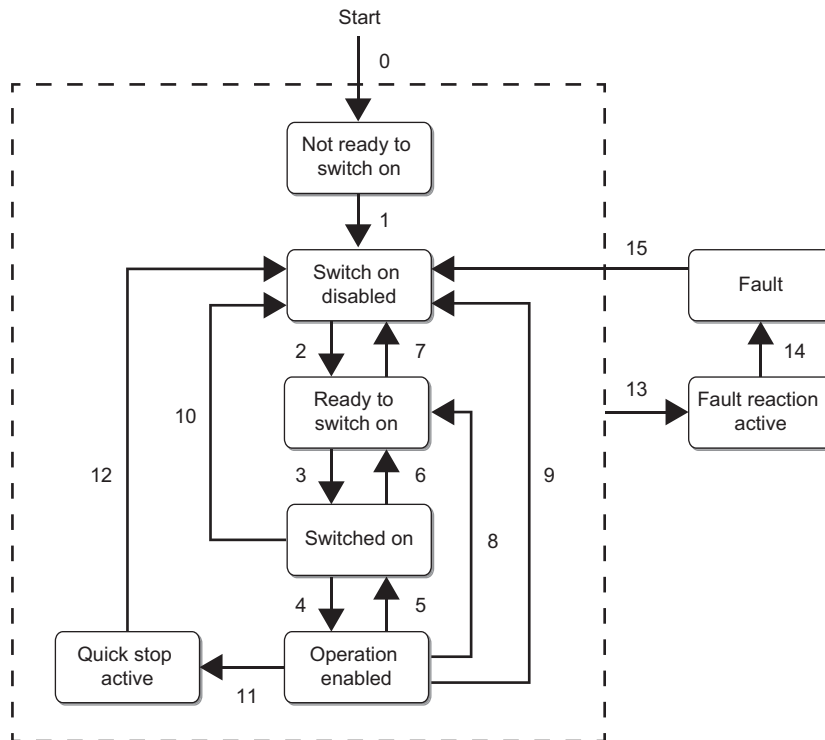 Start
0
Not ready to
switch on
1
15
Switch on
disabled
Fault
2
7
14
13
Ready to
switch on
Fault reaction
active
10
12
3
6
9
Switched on
8
4
5
Quick stop
active
Operation
enabled
11